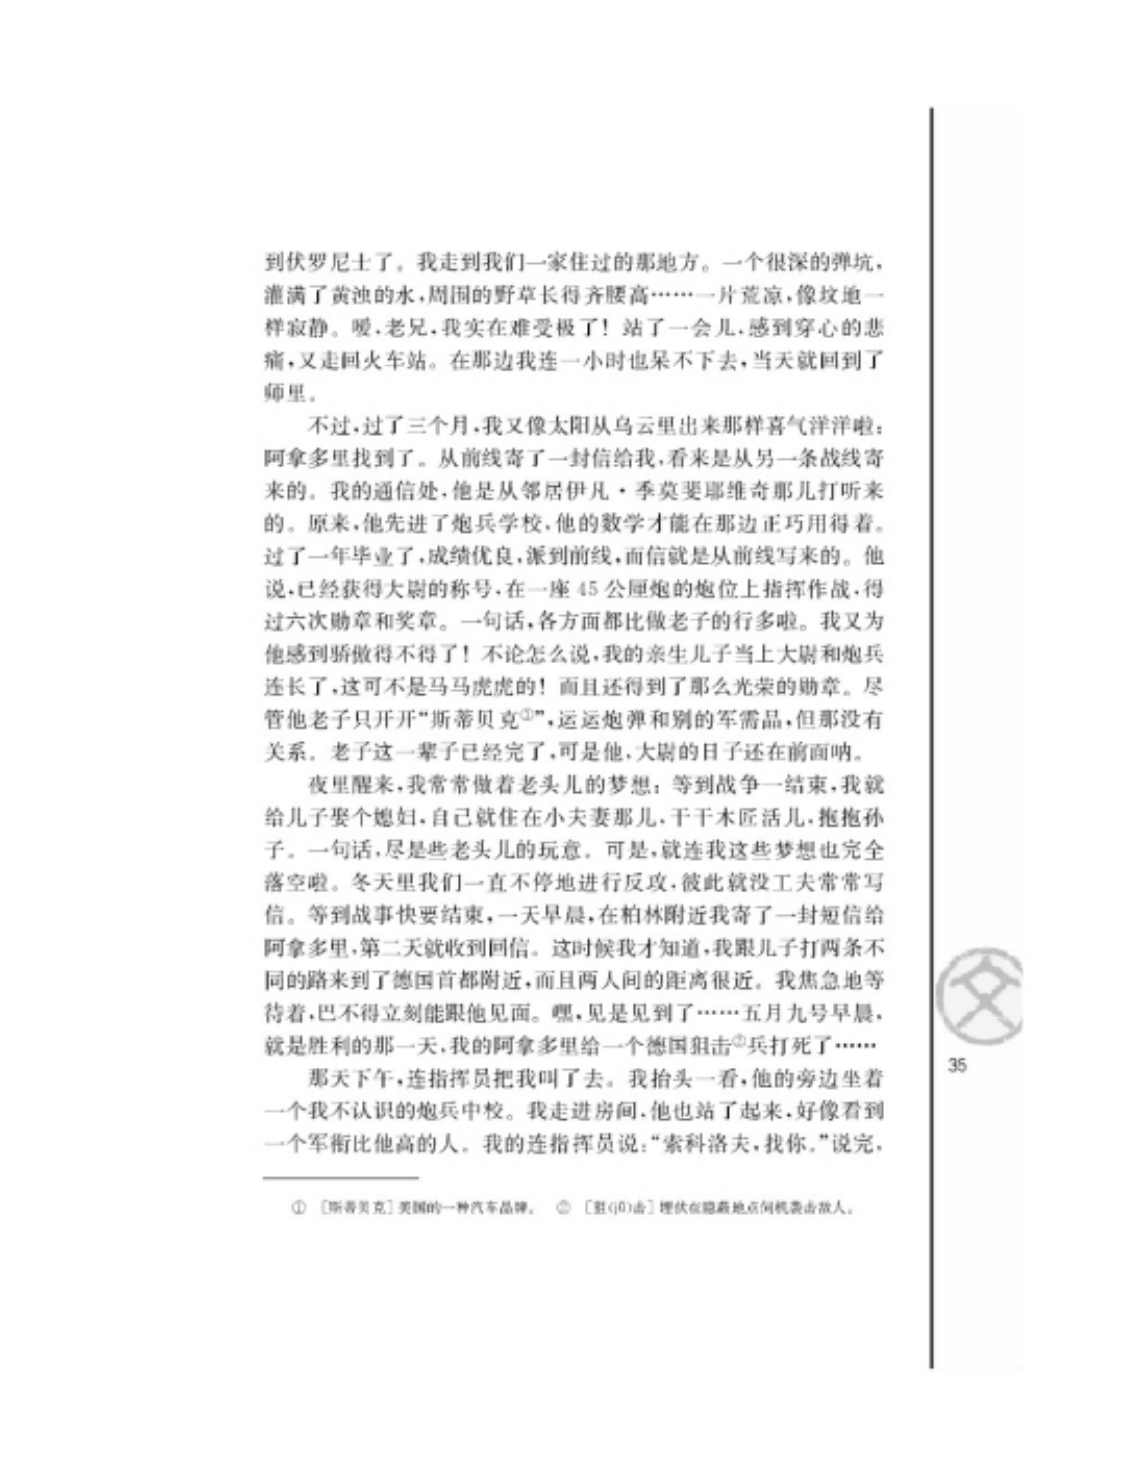 到伏罗尼士了。我走到我们一家住过的那地方。一个很深的弹坑，
灌满了黄浊的水，周围的野草长得齐腰高……一片荒凉，像坟地一
样寂静。嗳，老兄，我实在难受极了！站了一会儿，感到穿心的悲
痛，又走回火车站。在那边我连一小时也呆不下去，当天就回到了
师里。
不过，过了三个月，我又像太阳从乌云里出来那样喜气洋洋啦：
阿拿多里找到了。从前线寄了一封信给我，看来是从另一条战线寄
来的。我的通信处，他是从邻居伊凡·季莫斐耶维奇那儿打听来
的。原来，他先进了炮兵学校，他的数学才能在那边正巧用得着。
过了一年毕业了，成绩优良，派到前线，而信就是从前线写来的。他
说，已经获得大尉的称号，在一座 45 公厘炮的炮位上指挥作战，得
过六次勋章和奖章。一句话，各方面都比做老子的行多啦。我又为
他感到骄傲得不得了！不论怎么说，我的亲生儿子当上大尉和炮兵
连长了，这可不是马马虎虎的！而且还得到了那么光荣的勋章。尽
管他老子只开开“斯蒂贝克①”，运运炮弹和别的军需品，但那没有
关系。老子这一辈子已经完了，可是他，大尉的日子还在前面呐。
夜里醒来，我常常做着老头儿的梦想：等到战争一结束，我就
给儿子娶个媳妇，自己就住在小夫妻那儿，干干木匠活儿，抱抱孙
子。一句话，尽是些老头儿的玩意。可是，就连我这些梦想也完全
落空啦。冬天里我们一直不停地进行反攻，彼此就没工夫常常写
信。等到战事快要结束，一天早晨，在柏林附近我寄了一封短信给
阿拿多里，第二天就收到回信。这时候我才知道，我跟儿子打两条不
同的路来到了德国首都附近，而且两人间的距离很近。我焦急地等
待着，巴不得立刻能跟他见面。嘿，见是见到了……五月九号早晨，
就是胜利的那一天，我的阿拿多里给一个德国狙击②兵打死了……
那天下午，连指挥员把我叫了去。我抬头一看，他的旁边坐着
一个我不认识的炮兵中校。我走进房间，他也站了起来，好像看到
一个军衔比他高的人。我的连指挥员说：“索科洛夫，找你。”说完，
① ［斯蒂贝克］美国的一种汽车品牌。 ② ［狙(jū)击］埋伏在隐蔽地点伺机袭击敌人。
文
35